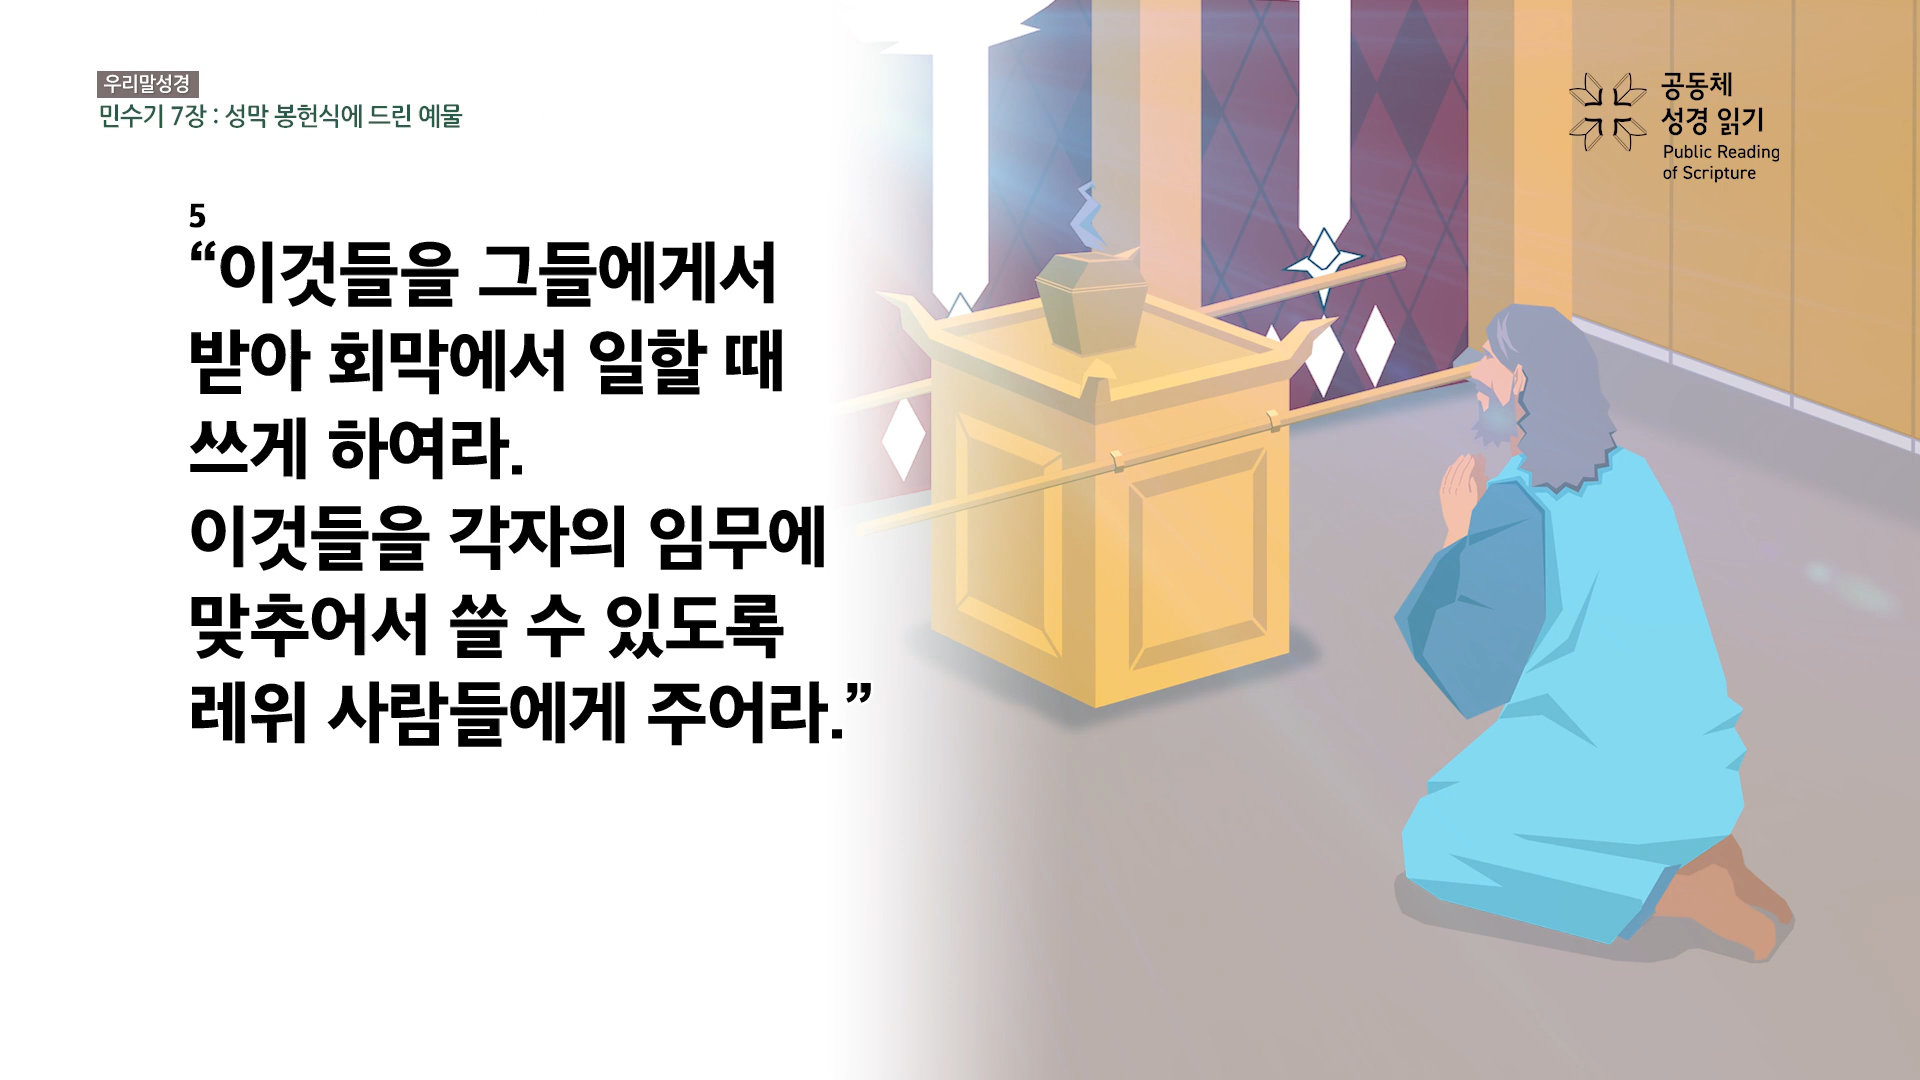 우리말성경
민수기 7장 : 성막 봉헌식에 드린 예물
공동체
성경 읽기
Public Reading
of Scripture
5
“이것들을 그들에게서
받아 회막에서 일할 때
쓰게 하여라.
이것들을 각자의 임무에
맞추어서 쓸 수 있도록
레위 사람들에게 주어라.”